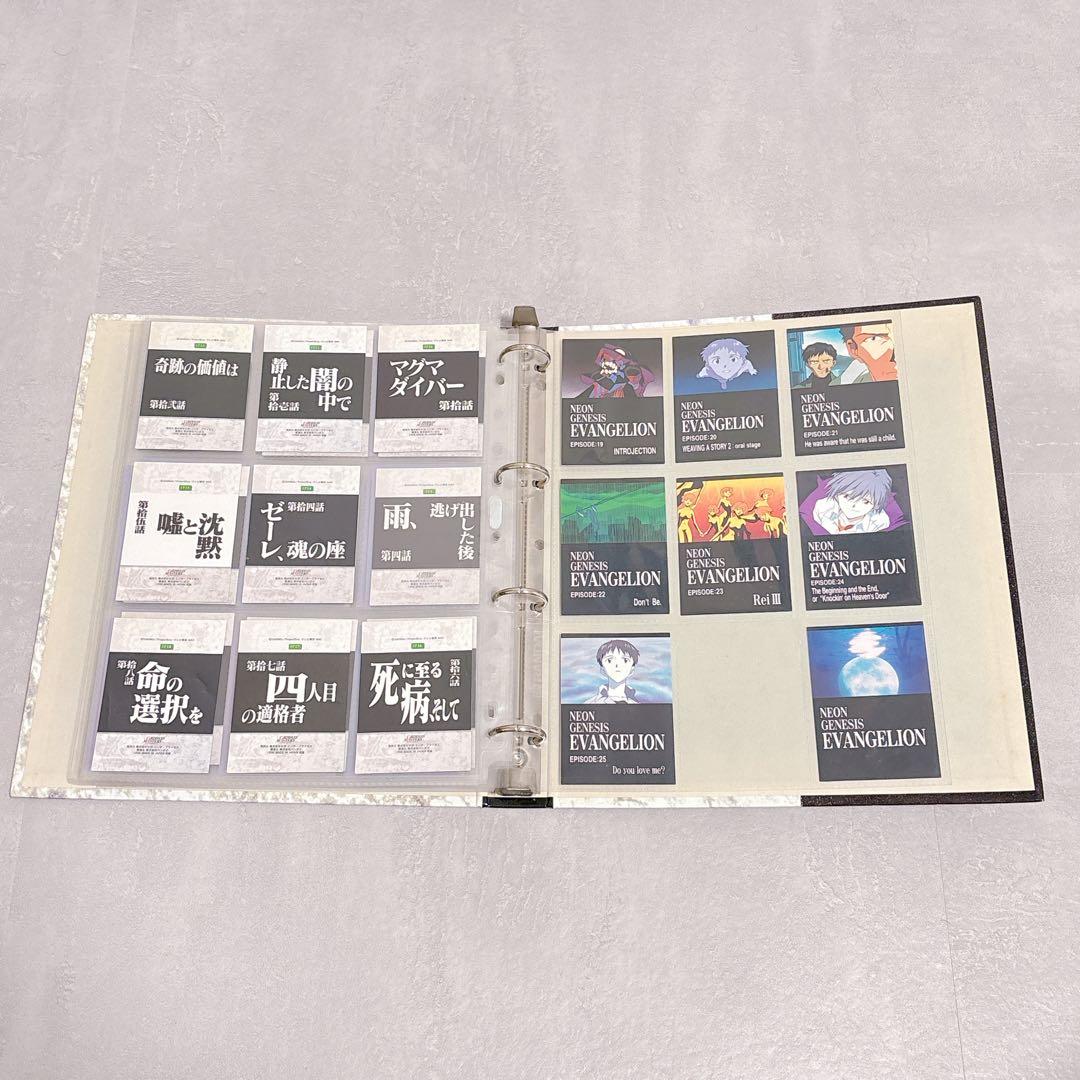 奇跡の価値は
第拾弐話
静止した闇の中で
第拾壱話
マグマ
ダイバー
第拾話
第拾伍話
嘘と沈黙
第拾四話
ゼーレ、魂の座
雨、逃げ出した後
第四話
第拾八話
命の
選択を
第拾七話
四人目
の適格者
死に至る
病、そして
第拾六話
NEON
GENESIS
EVANGELION
EPISODE:19
INTROJECTION
NEON
GENESIS
EVANGELION
EPISODE:20
WEAVING A STORY 2 : oral stage
NEON
GENESIS
EVANGELION
EPISODE:21
He was aware that he was still a child.
NEON
GENESIS
EVANGELION
EPISODE:22
Don't Be.
NEON
GENESIS
EVANGELION
EPISODE:23
Rei III
NEON
GENESIS
EVANGELION
EPISODE:24
The Beginning and the End,
or "Knockin' on Heaven's Door"
NEON
GENESIS
EVANGELION
EPISODE:25
Do you love me?
NEON
GENESIS
EVANGELION